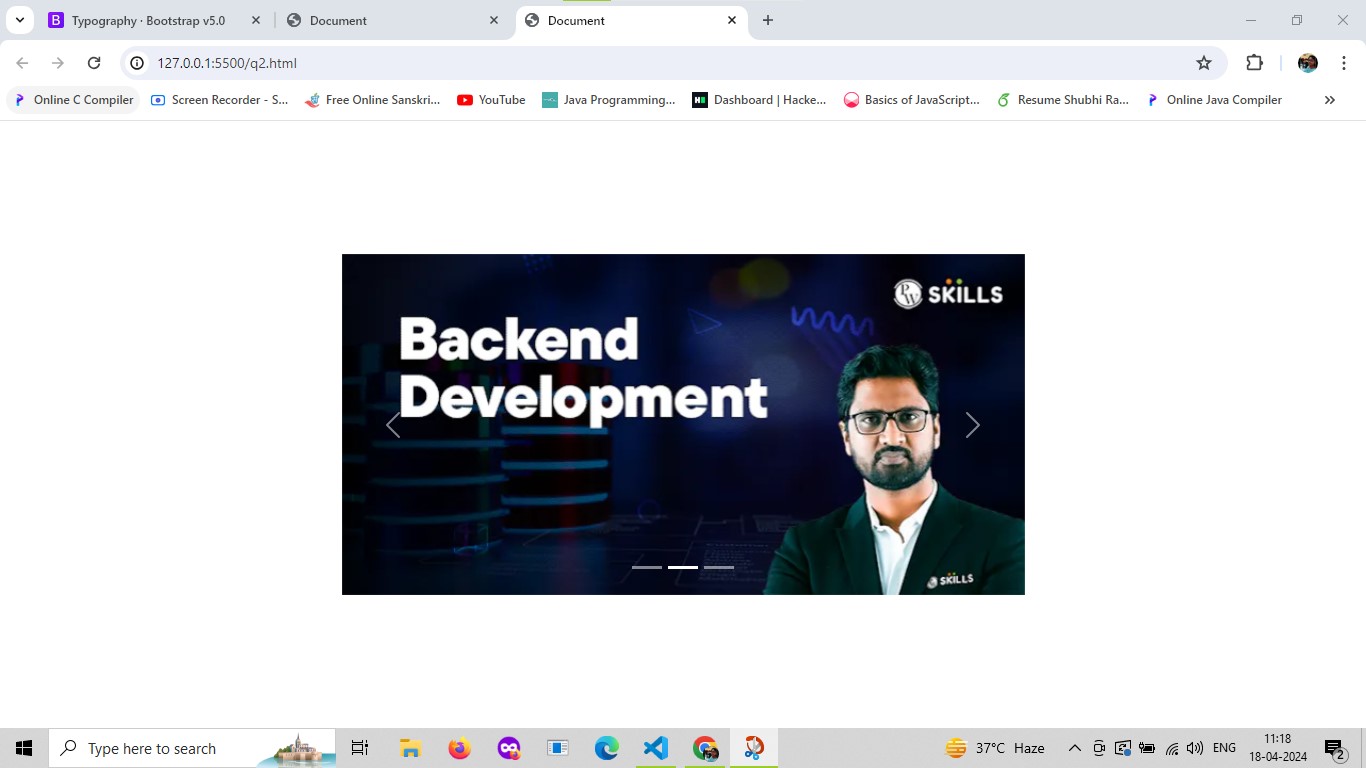 Typography · Bootstrap v5.0
Document
Document
127.0.0.1:5500/q2.html
Online C Compiler
Screen Recorder - S...
Free Online Sanskri...
YouTube
Java Programming...
Dashboard | Hacke...
Basics of JavaScript...
Resume Shubhi Ra...
Online Java Compiler
PW SKILLS
Backend
Development
SKILLS
Type here to search
37°C Haze
ENG
11:18
18-04-2024
2